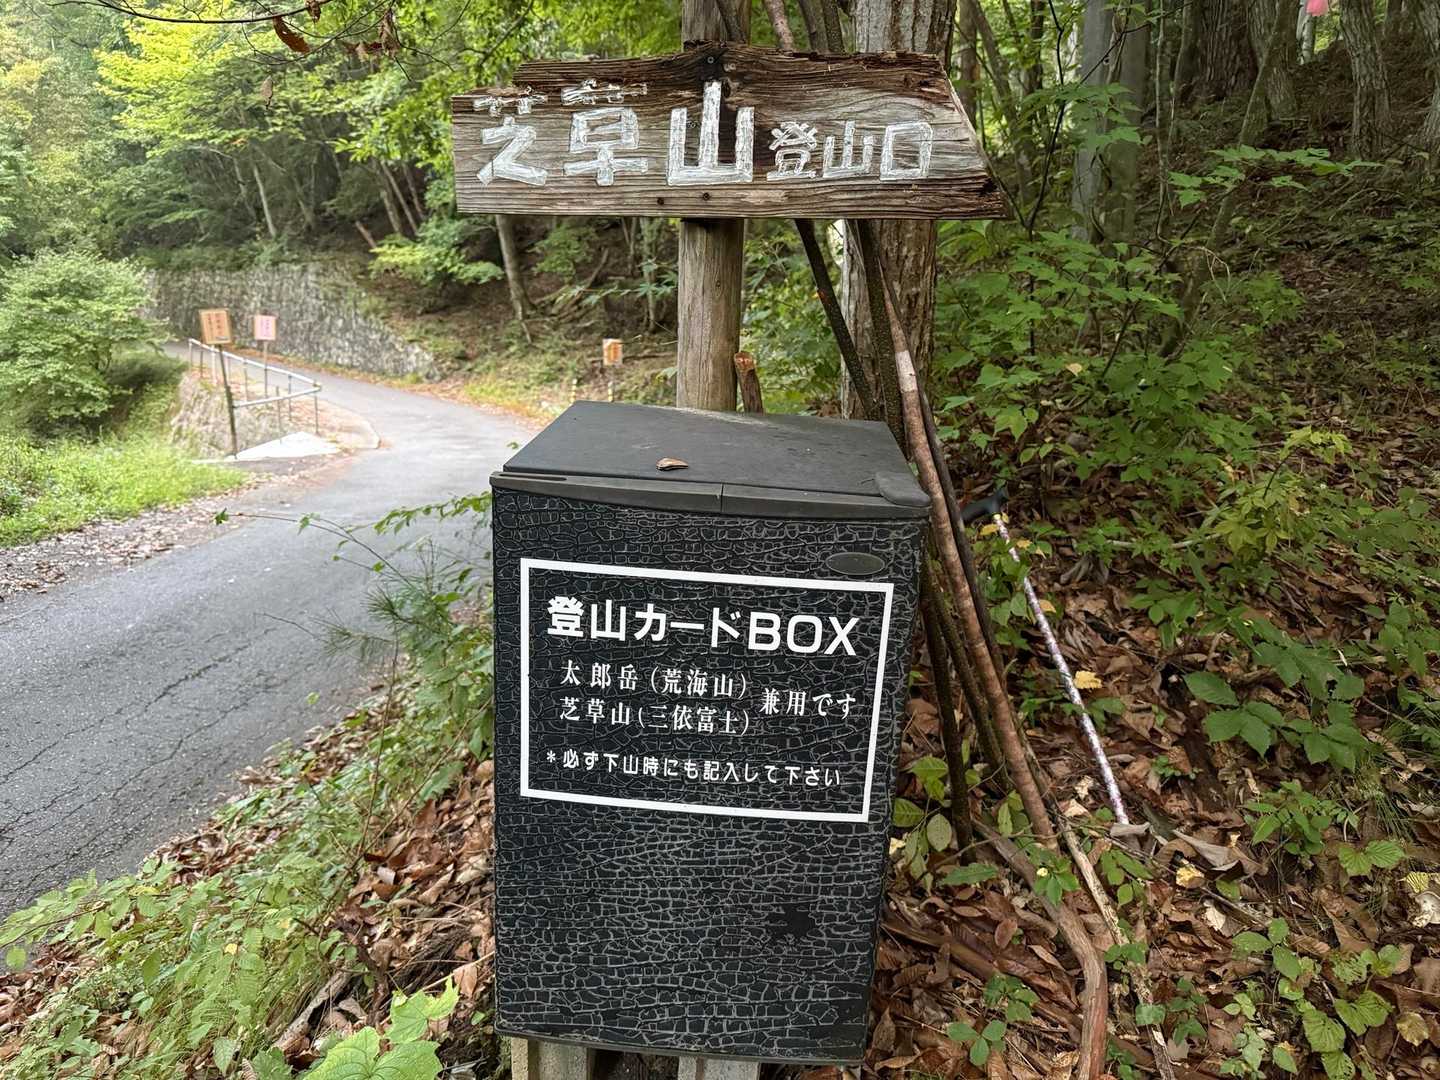 芝草山登山口
登山カードBOX
太郎岳（荒海山）
芝草山（三依富士）
兼用です
＊必ず下山時にも記入して下さい